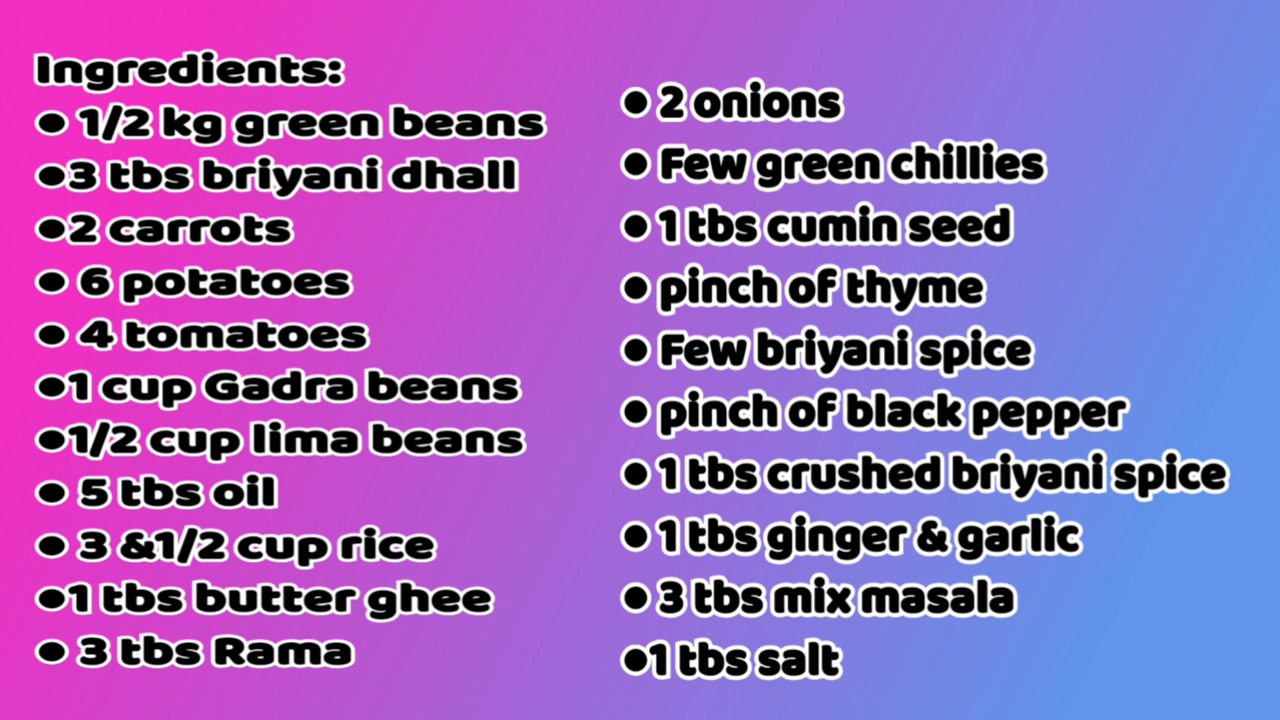 Ingredients:
● 1/2 kg green beans
●3 tbs briyani dhall
●2 carrots
● 6 potatoes
● 4 tomatoes
●1 cup Gadra beans
●1/2 cup lima beans
● 5 tbs oil
● 3 &1/2 cup rice
●1 tbs butter ghee
● 3 tbs Rama
● 2 onions
● Few green chillies
● 1 tbs cumin seed
● pinch of thyme
● Few briyani spice
● pinch of black pepper
● 1 tbs crushed briyani spice
● 1 tbs ginger & garlic
● 3 tbs mix masala
●1 tbs salt